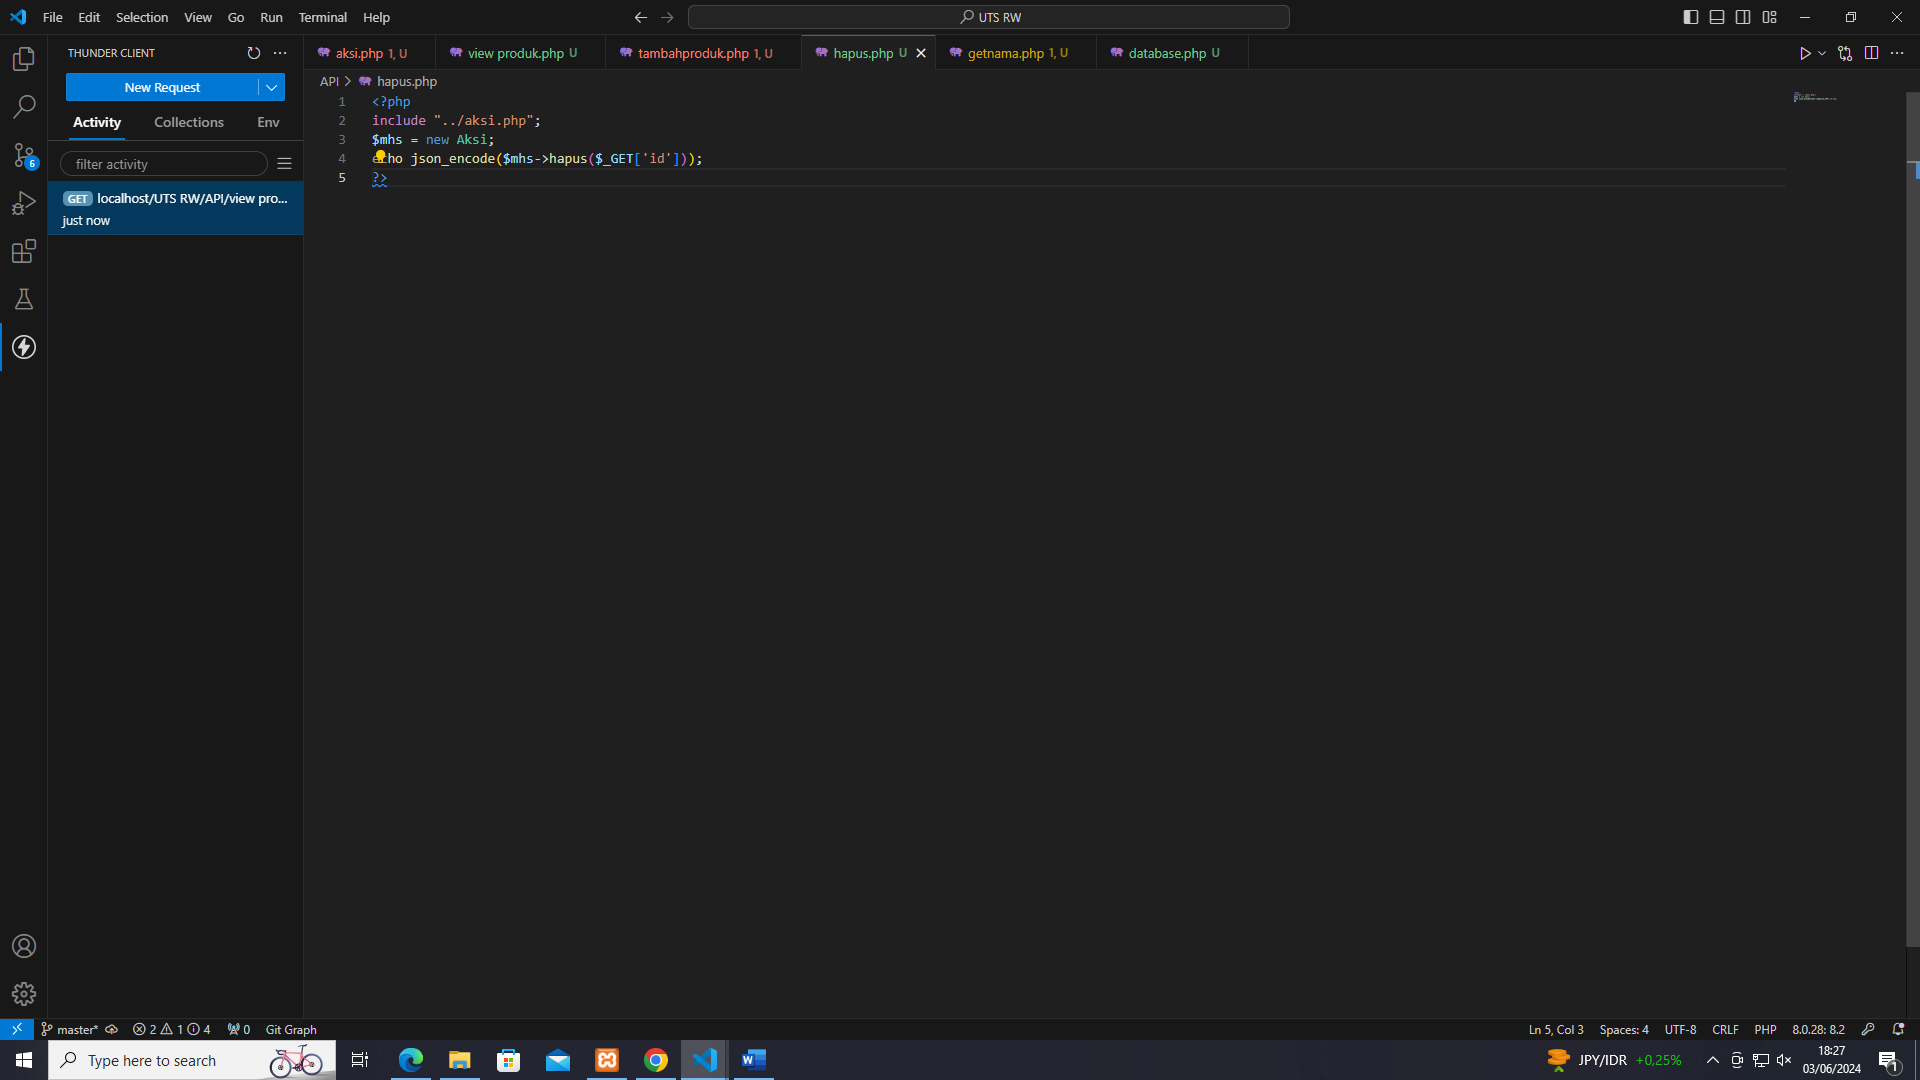 File Edit Selection View Go Run Terminal Help
UTS RW
THUNDER CLIENT
New Request
Activity Collections Env
filter activity
GET localhost/UTS RW/API/view pro...
just now
aksi.php 1, U
view produk.php U
tambahproduk.php 1, U
hapus.php U
getnama.php 1, U
database.php U
API > hapus.php
1 <?php
2 include "../aksi.php";
3 $mhs = new Aksi;
4 echo json_encode($mhs->hapus($_GET['id']));
5 ?>
6
master* 2 1 4 0 Git Graph
Ln 5, Col 3 Spaces: 4 UTF-8 CRLF PHP 8.0.28: 8.2
Type here to search
JPY/IDR +0,25%
18:27
03/06/2024
1